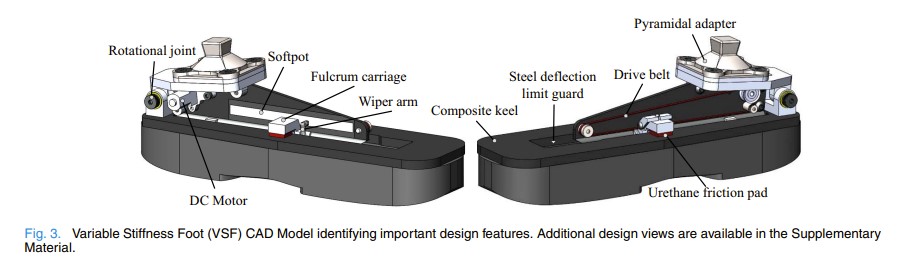 Pyramidal adapter
Rotational joint
Softpot
Fulcrum carriage
Wiper arm
Steel deflection
limit guard
Drive belt
Composite keel
DC Motor
Urethane friction pad
Fig. 3. Variable Stiffness Foot (VSF) CAD Model identifying important design features. Additional design views are available in the Supplementary
Material.